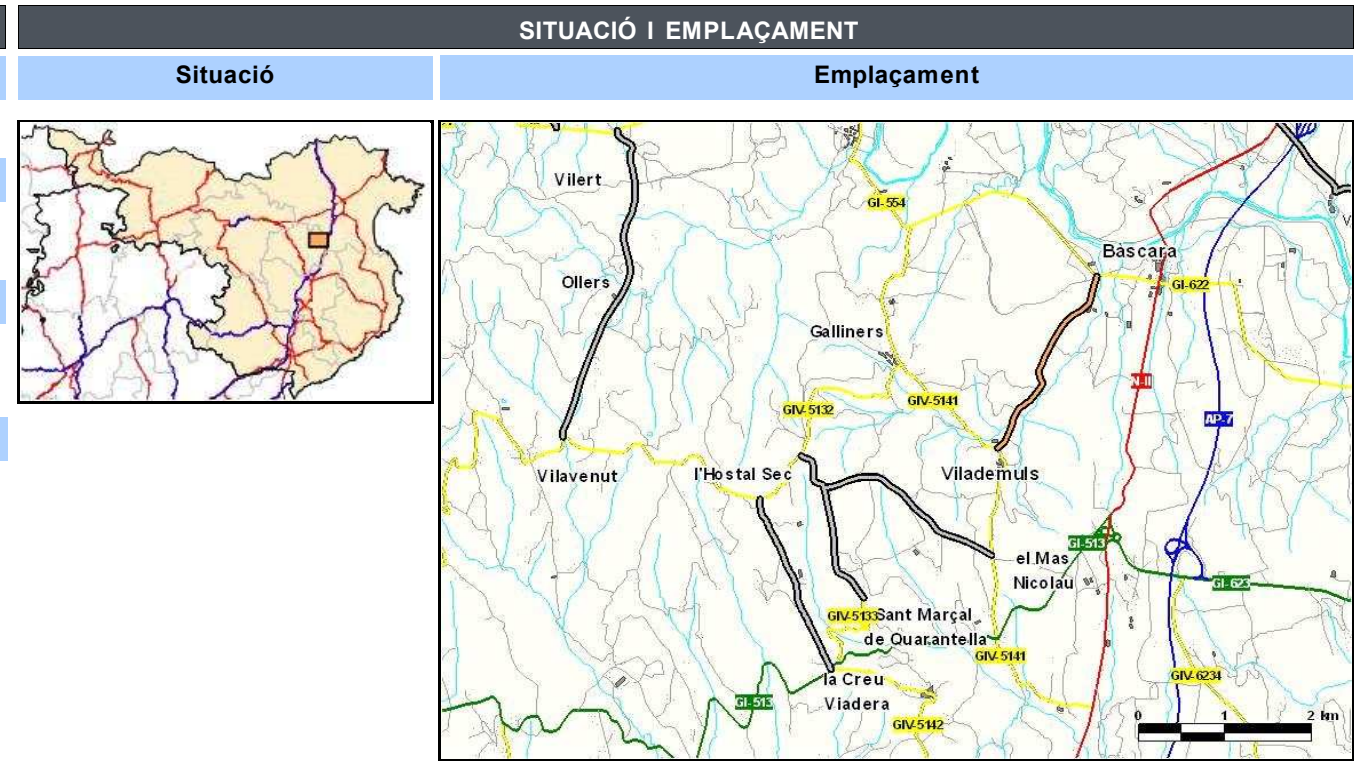 SITUACIÓ I EMPLAÇAMENT
Situació
Emplaçament
Vilert
GI-554
Bàscara
Ollers
GI-622
Galliners
N-II
GIV-5132
GIV-5141
AP-7
Vilavenut
l'Hostal Sec
Vilademuls
GI-513
el Mas
Nicolau
GI-623
GIV-5133
Sant Marçal
de Quarantella
GIV-5141
la Creu
Viadera
GIV-6234
GI-513
GIV-5142
0 1 2 km